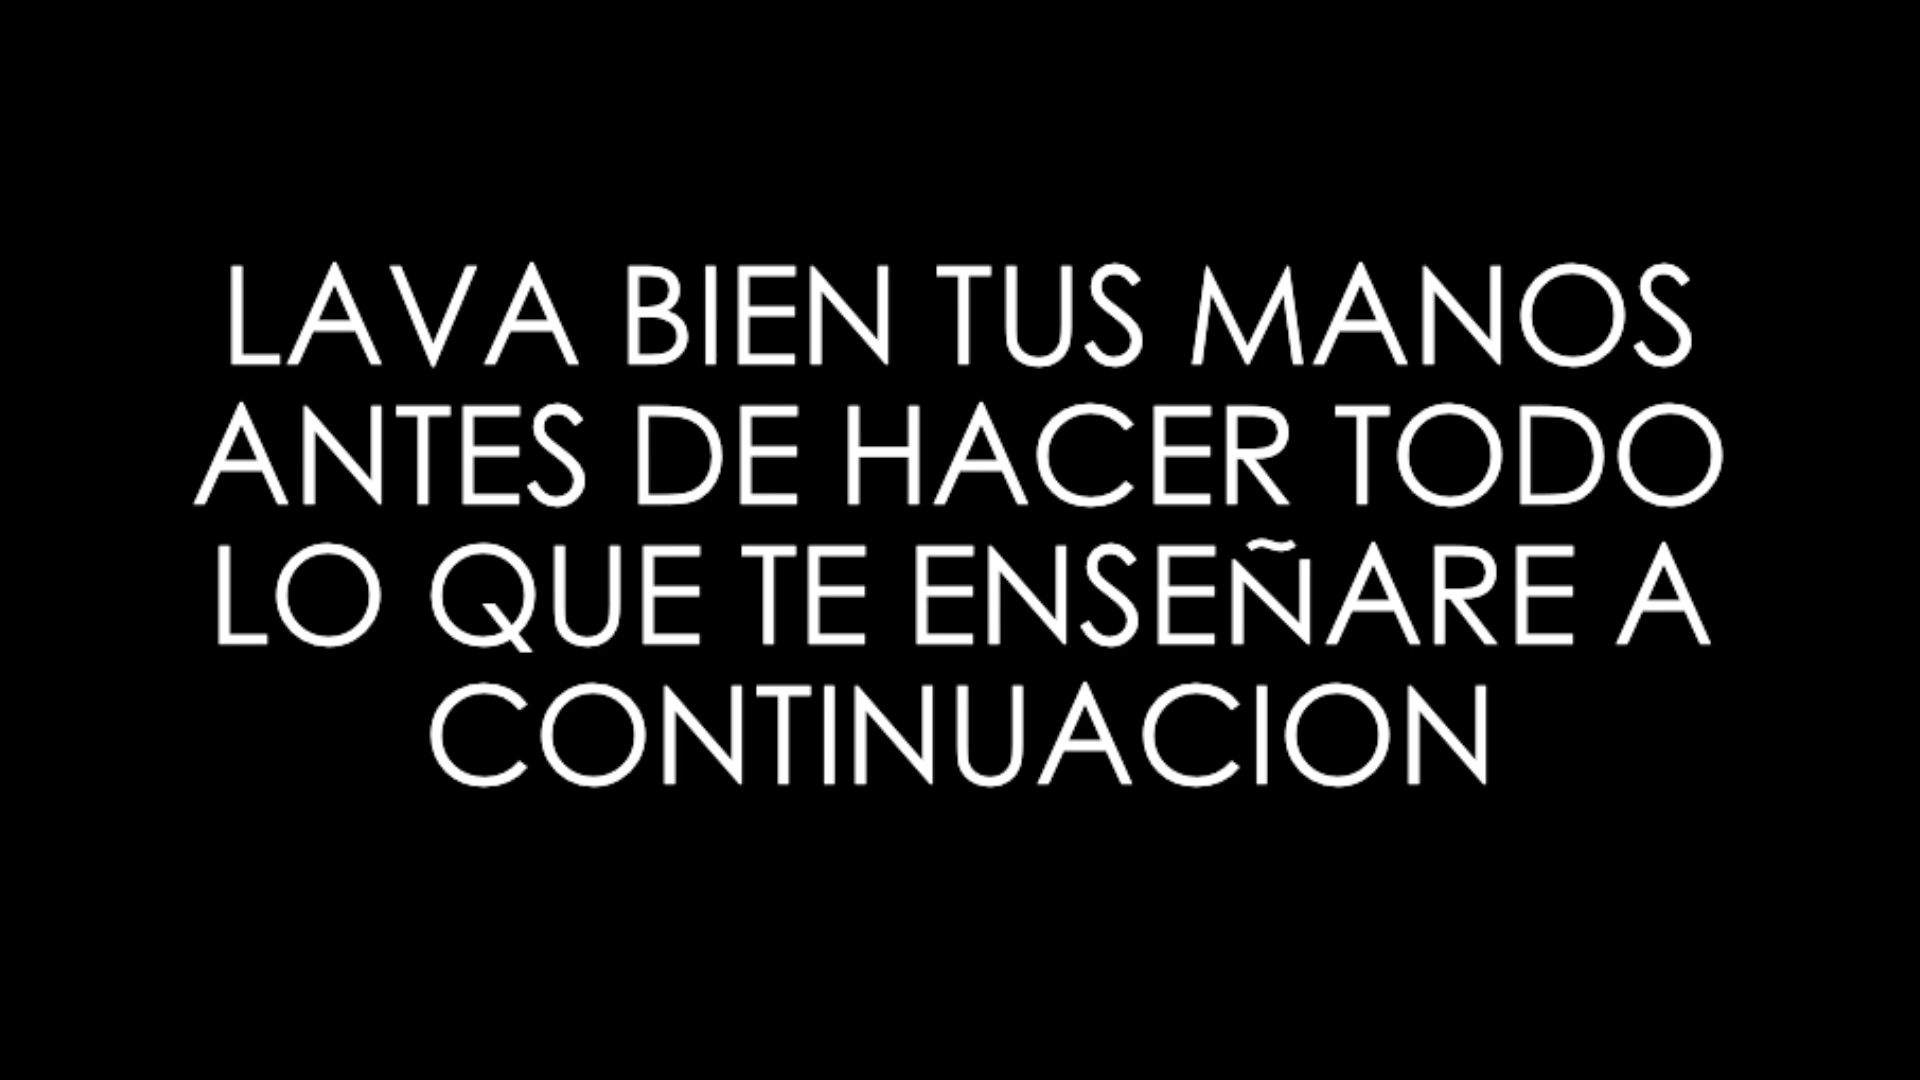 LAVA BIEN TUS MANOS
ANTES DE HACER TODO
LO QUE TE ENSEÑARE A
CONTINUACION